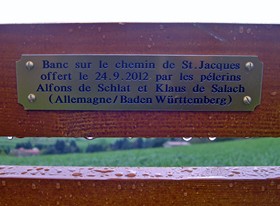 Banc sur le chemin de St.Jacques
offert le 24.9.2012 par les pélerins
Alfons de Schlat et Klaus de Salach
(Allemagne/Baden Württemberg)